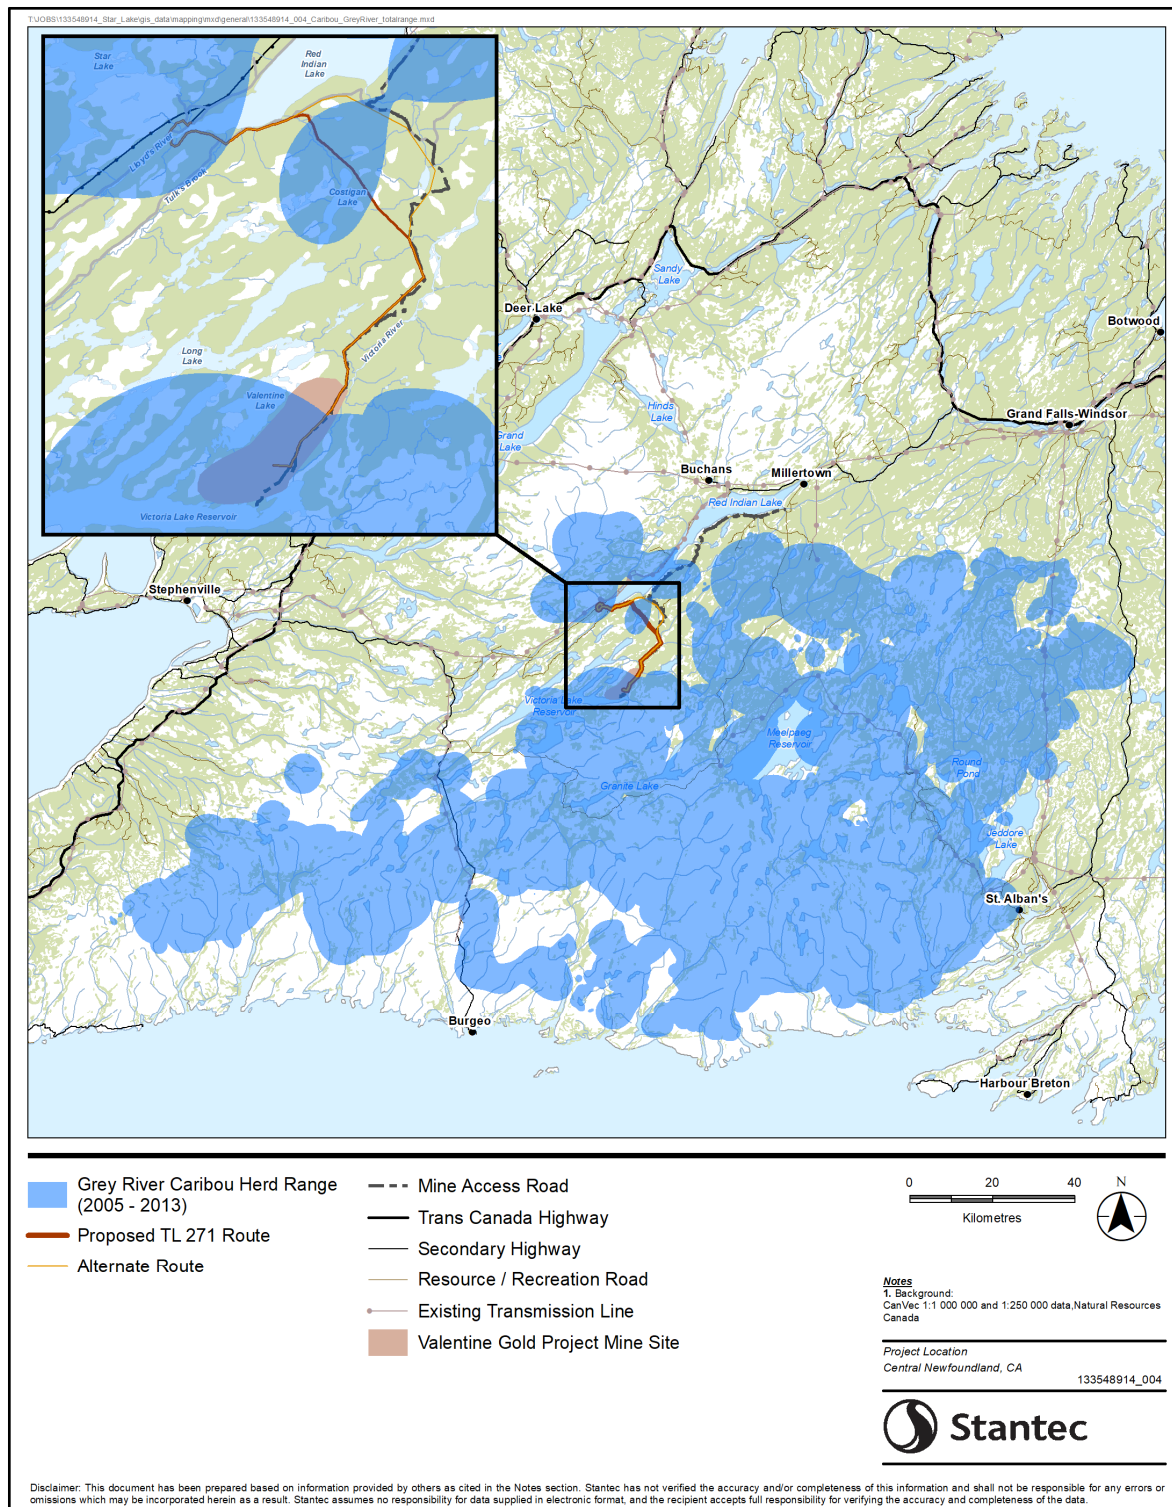 T:\JOBS\133548914_Star_Lake\gis_data\mapping\mxd\general\133548914_004_Caribou_GreyRiver_totalrange.mxd
Star
Lake
Red
Indian
Lake
Lloyd's River
Tulk's Brook
Costigan
Lake
Victoria River
Long
Lake
Valentine
Lake
Victoria Lake Reservoir
Sandy
Lake
Deer Lake
Botwood
Hinds
Lake
Grand Falls-Windsor
Grand
Lake
Buchans
Millertown
Red Indian Lake
Stephenville
Victoria Lake
Reservoir
Meelpaeg
Reservoir
Round
Pond
Granite Lake
Jeddore
Lake
St. Alban's
Burgeo
Harbour Breton
Grey River Caribou Herd Range
(2005 - 2013)
Proposed TL 271 Route
Alternate Route
Mine Access Road
Trans Canada Highway
Secondary Highway
Resource / Recreation Road
Existing Transmission Line
Valentine Gold Project Mine Site
0 20 40
Kilometres
N
Notes
1. Background:
CanVec 1:1 000 000 and 1:250 000 data,Natural Resources
Canada
Project Location
Central Newfoundland, CA
133548914_004
Stantec
Disclaimer: This document has been prepared based on information provided by others as cited in the Notes section. Stantec has not verified the accuracy and/or completeness of this information and shall not be responsible for any errors or
omissions which may be incorporated herein as a result. Stantec assumes no responsibility for data supplied in electronic format, and the recipient accepts full responsibility for verifying the accuracy and completeness of the data.